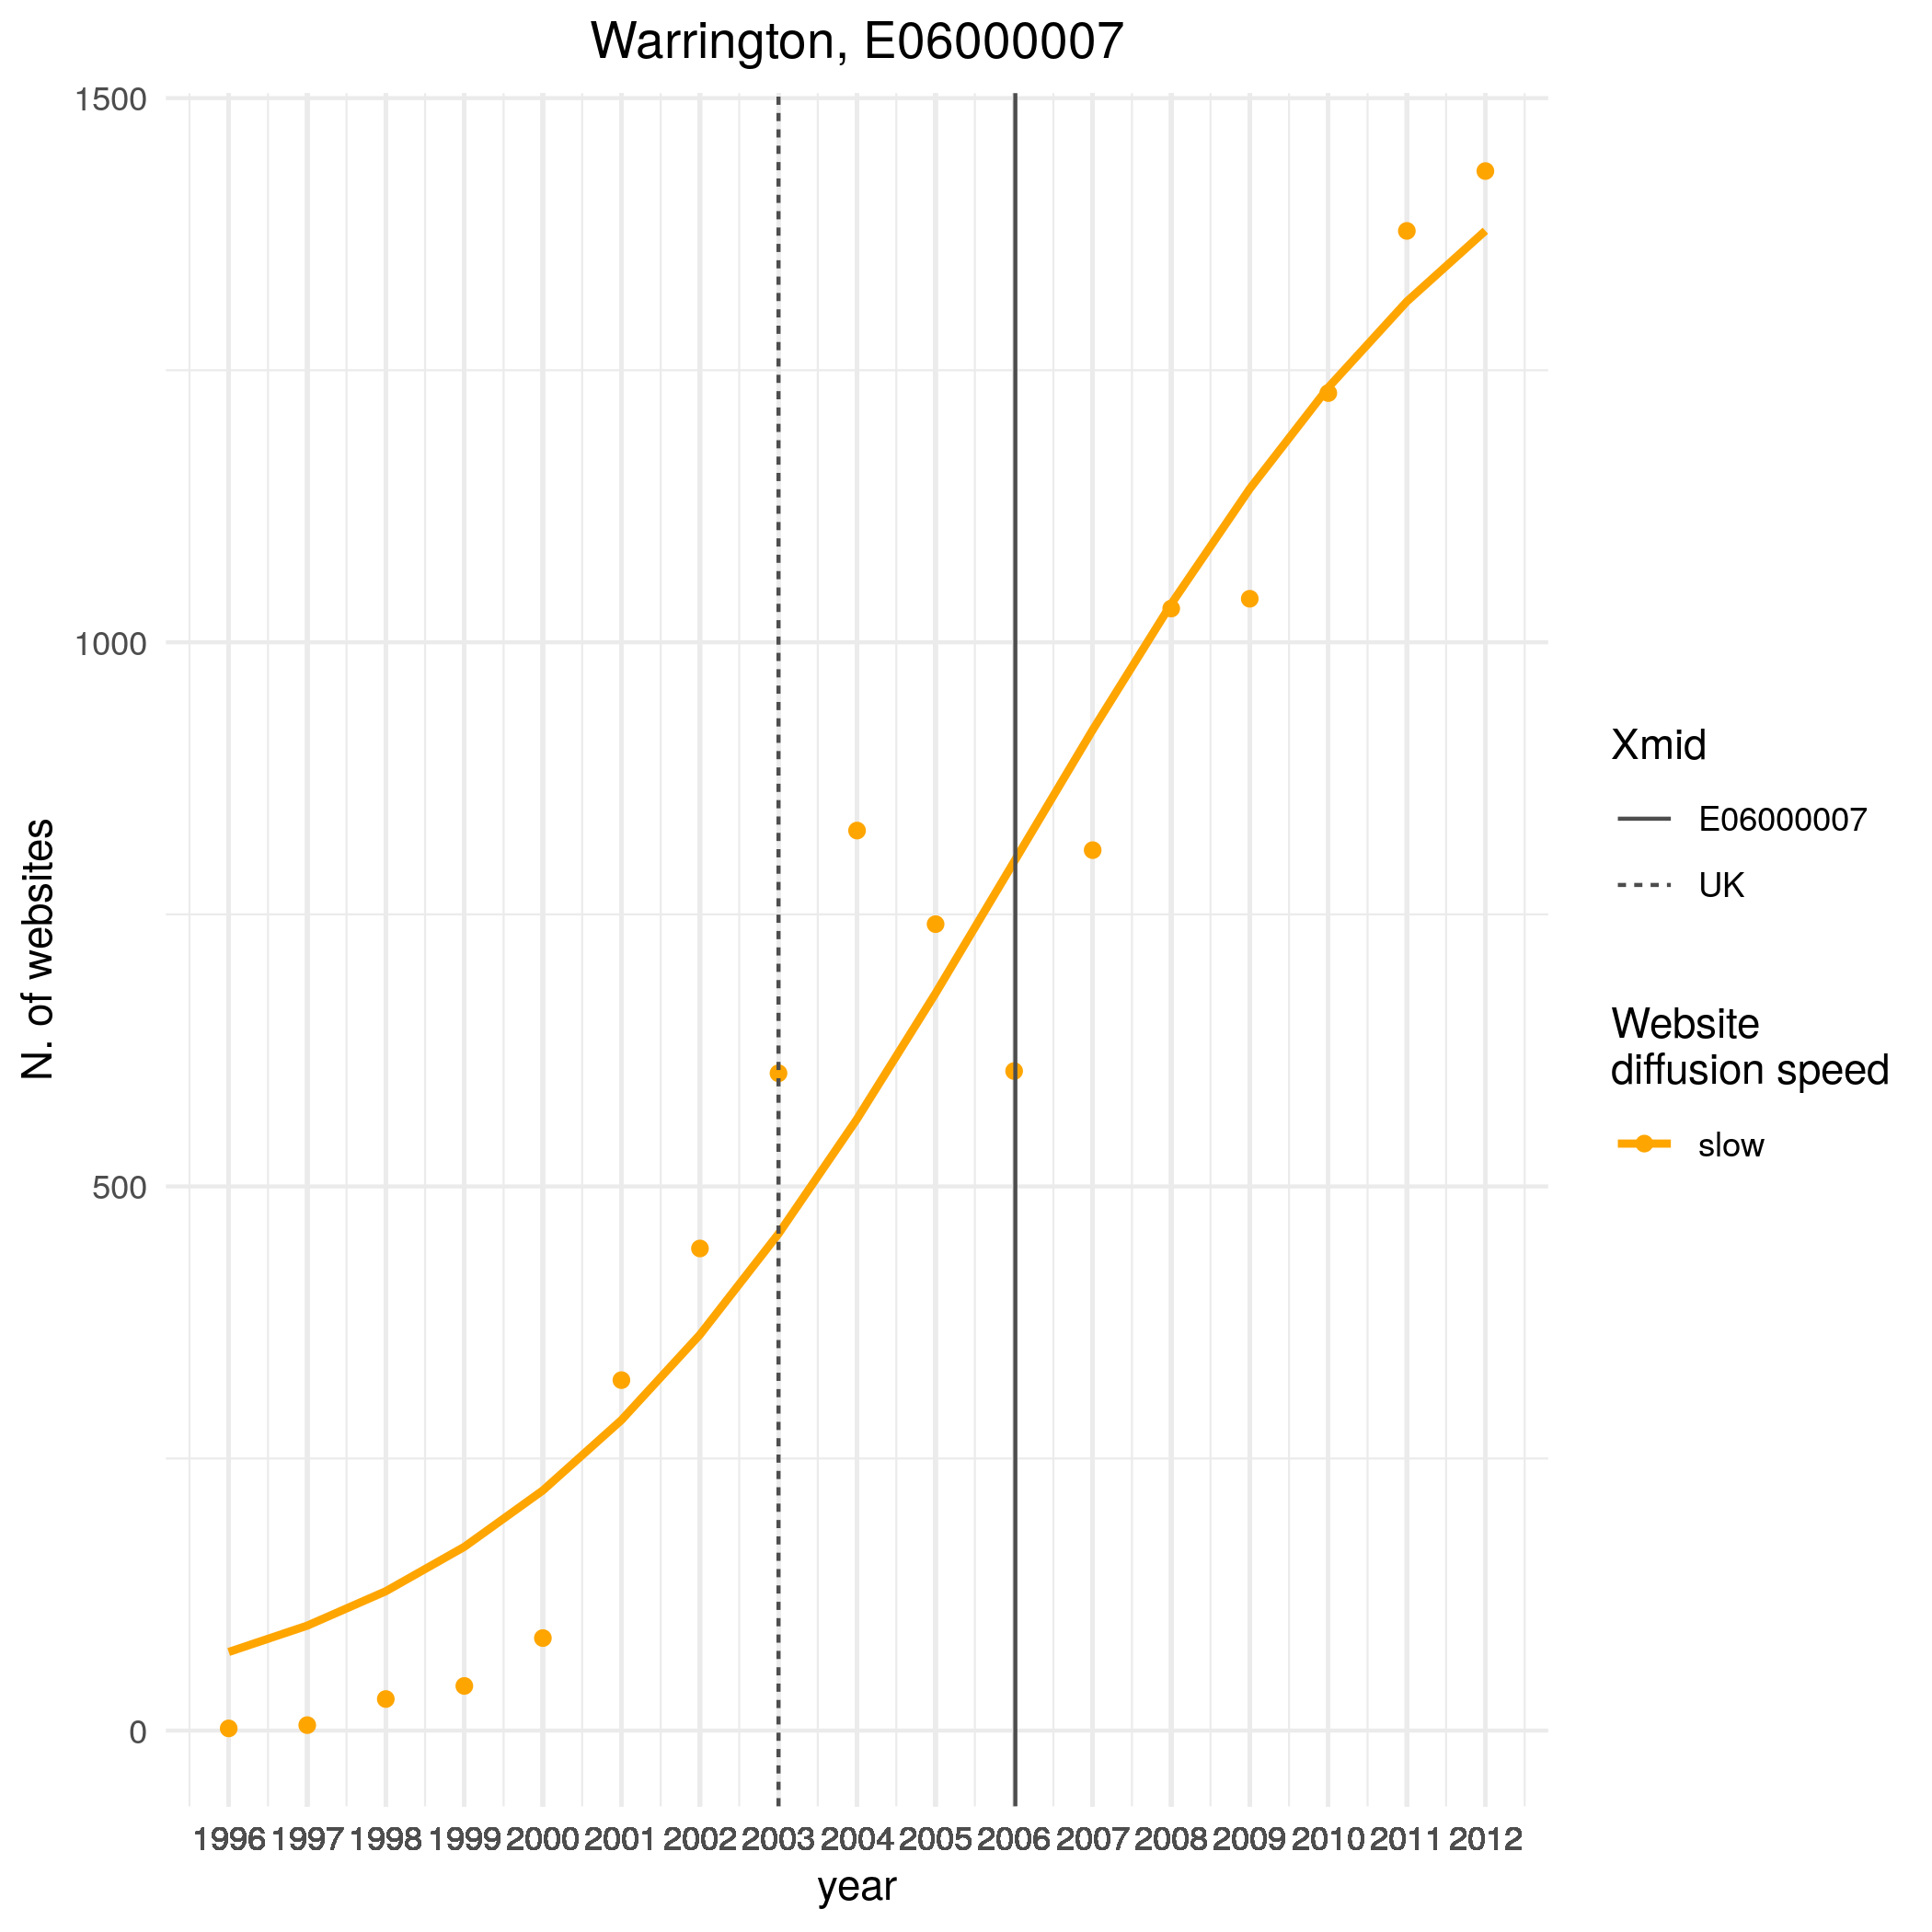 Warrington, E06000007
1500
1000
500
0
N. of websites
1996 1997 1998 1999 2000 2001 2002 2003 2004 2005 2006 2007 2008 2009 2010 2011 2012
year
Xmid
E06000007
UK
Website
diffusion speed
slow